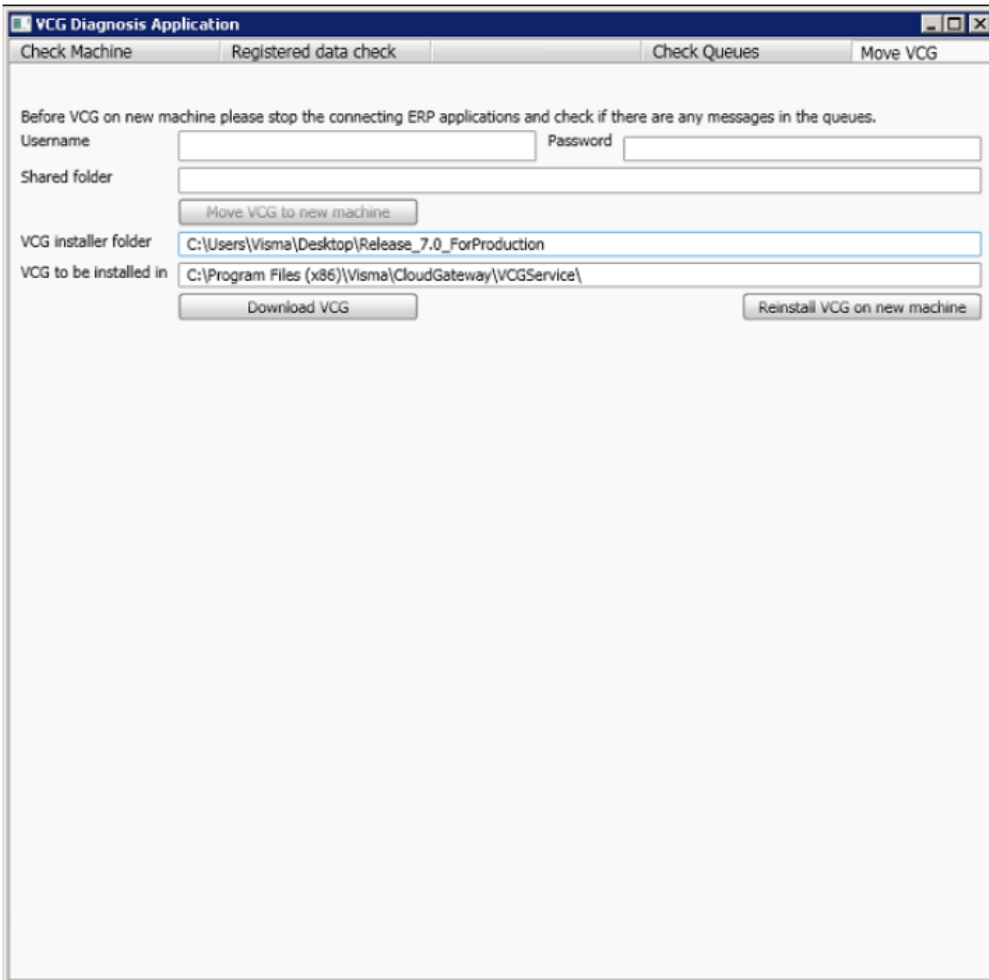 VCG Diagnosis Application
Check Machine Registered data check Check Queues Move VCG
Before VCG on new machine please stop the connecting ERP applications and check if there are any messages in the queues.
Username Password
Shared folder
Move VCG to new machine
VCG installer folder C:\Users\Visma\Desktop\Release_7.0_ForProduction
VCG to be installed in C:\Program Files (x86)\Visma\CloudGateway\VCGService\
Download VCG Reinstall VCG on new machine